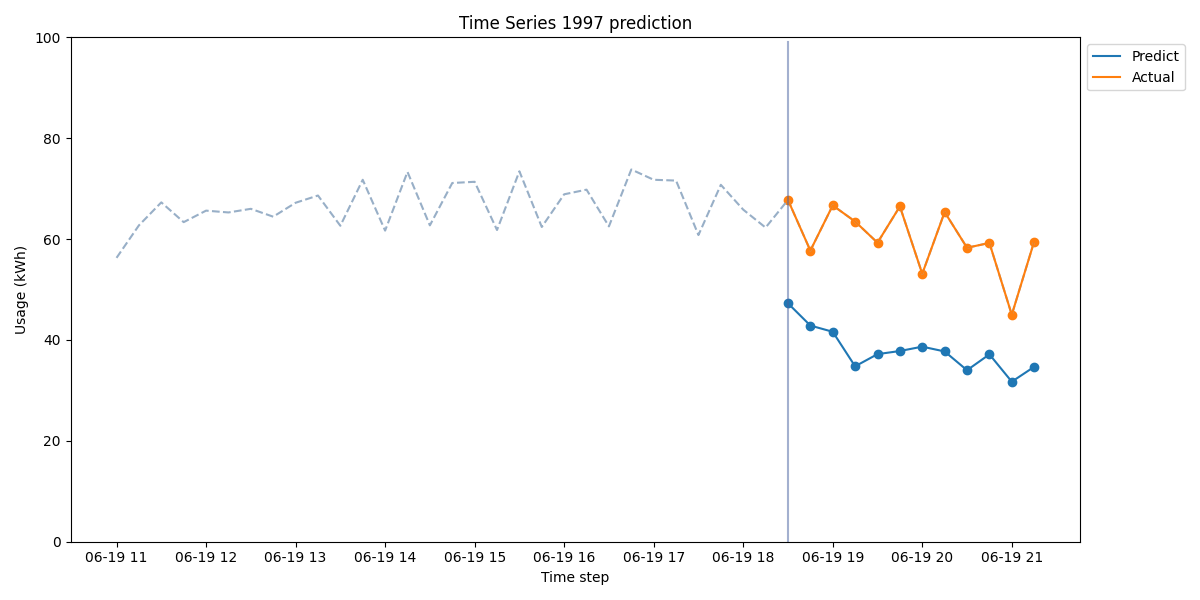 Time Series 1997 prediction
Predict
Actual
Usage (kWh)
100
80
60
40
20
0
06-19 11 06-19 12 06-19 13 06-19 14 06-19 15 06-19 16 06-19 17 06-19 18 06-19 19 06-19 20 06-19 21
Time step